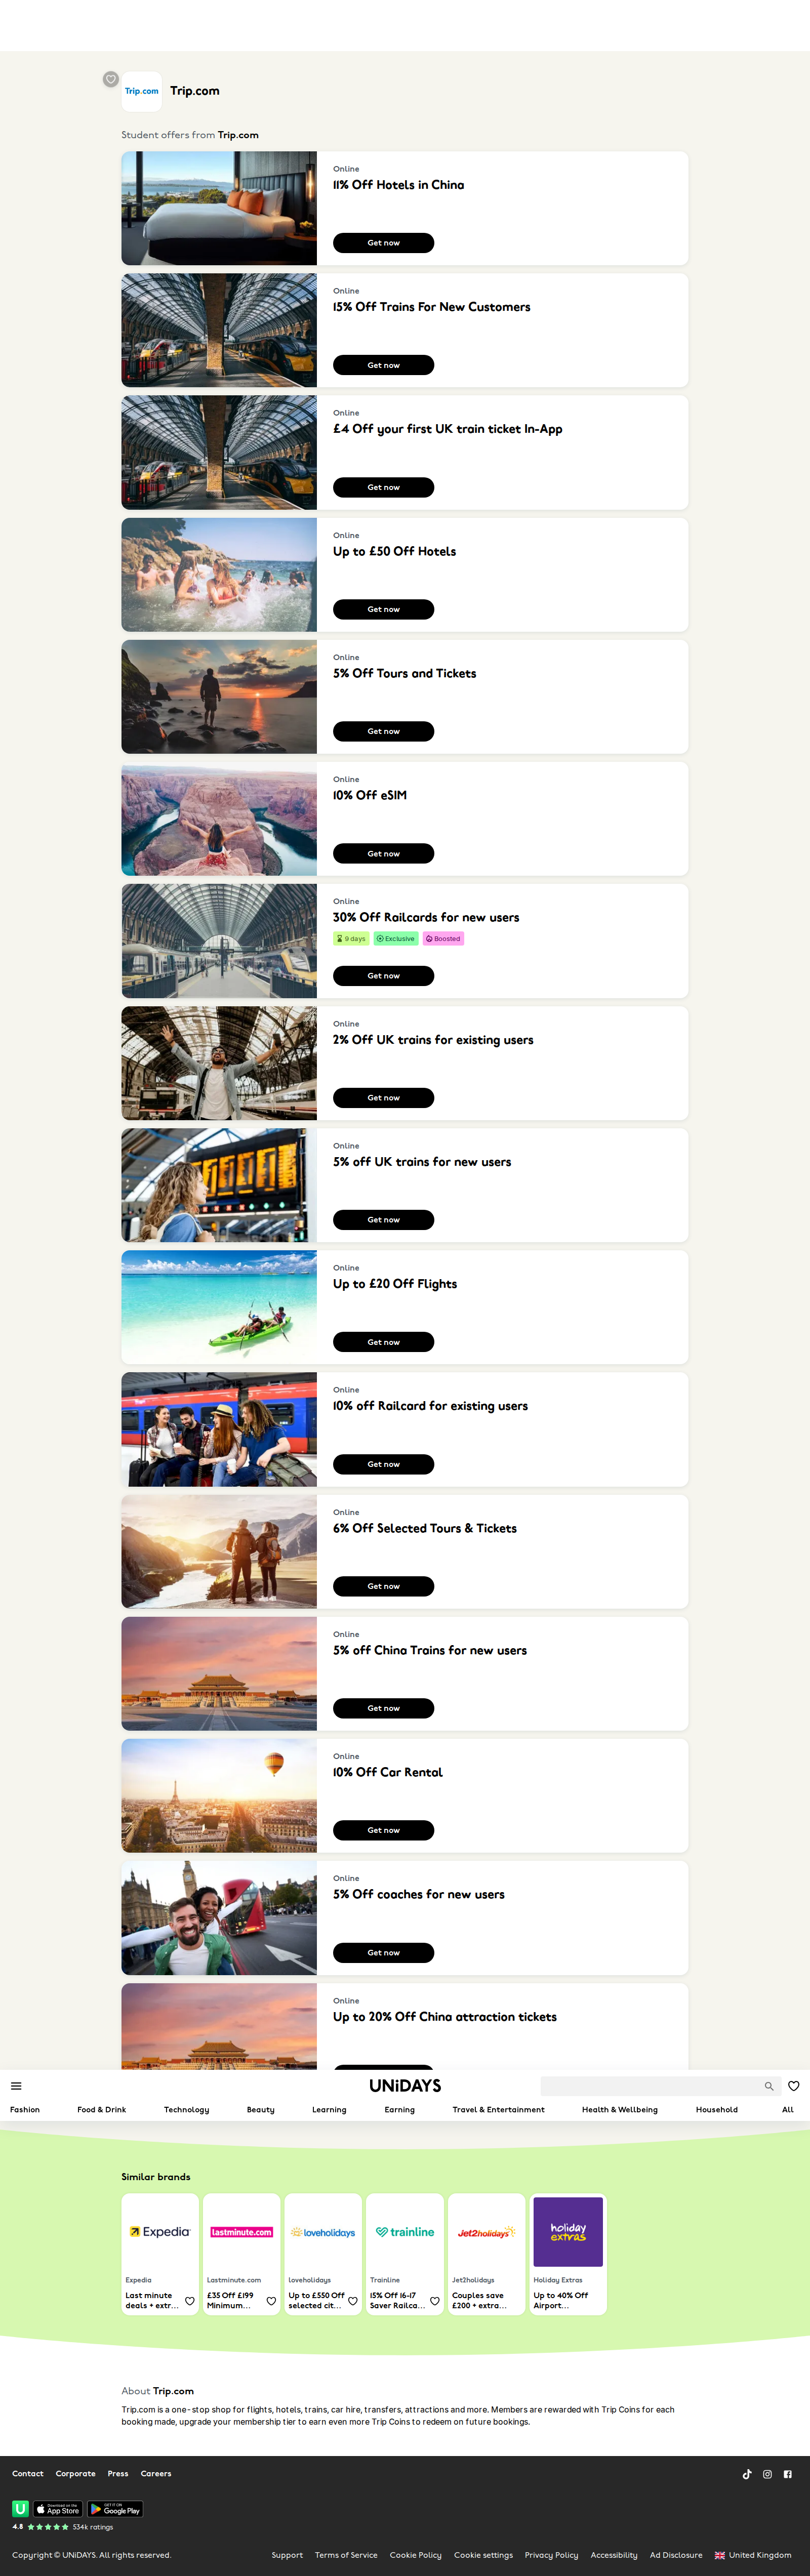 Trip.com
Trip.com
Student offers from Trip.com
Online
11% Off Hotels in China
Get now
Online
15% Off Trains For New Customers
Get now
Online
£4 Off your first UK train ticket In-App
Get now
Online
Up to £50 Off Hotels
Get now
Online
5% Off Tours and Tickets
Get now
Online
10% Off eSIM
Get now
Online
30% Off Railcards for new users
9 days Exclusive Boosted
Get now
Online
2% Off UK trains for existing users
Get now
Online
5% off UK trains for new users
Get now
Online
Up to £20 Off Flights
Get now
Online
10% off Railcard for existing users
Get now
Online
6% Off Selected Tours & Tickets
Get now
Online
5% off China Trains for new users
Get now
Online
10% Off Car Rental
Get now
Online
5% Off coaches for new users
Get now
Online
Up to 20% Off China attraction tickets
UNiDAYS
Fashion Food & Drink Technology Beauty Learning Earning Travel & Entertainment Health & Wellbeing Household All
Similar brands
Expedia
Expedia
Last minute
deals + extr...
lastminute.com
Lastminute.com
£35 Off £199
Minimum...
loveholidays
loveholidays
Up to £550 Off
selected cit...
trainline
Trainline
15% Off 16-17
Saver Railca...
Jet2holidays
Jet2holidays
Couples save
£200 + extra...
holiday
extras
Holiday Extras
Up to 40% Off
Airport...
About Trip.com
Trip.com is a one-stop shop for flights, hotels, trains, car hire, transfers, attractions and more. Members are rewarded with Trip Coins for each
booking made, upgrade your membership tier to earn even more Trip Coins to redeem on future bookings.
Contact Corporate Press Careers
U
Download on the
App Store
GET IT ON
Google Play
4.8 534k ratings
Copyright © UNiDAYS. All rights reserved.
Support Terms of Service Cookie Policy Cookie settings Privacy Policy Accessibility Ad Disclosure United Kingdom